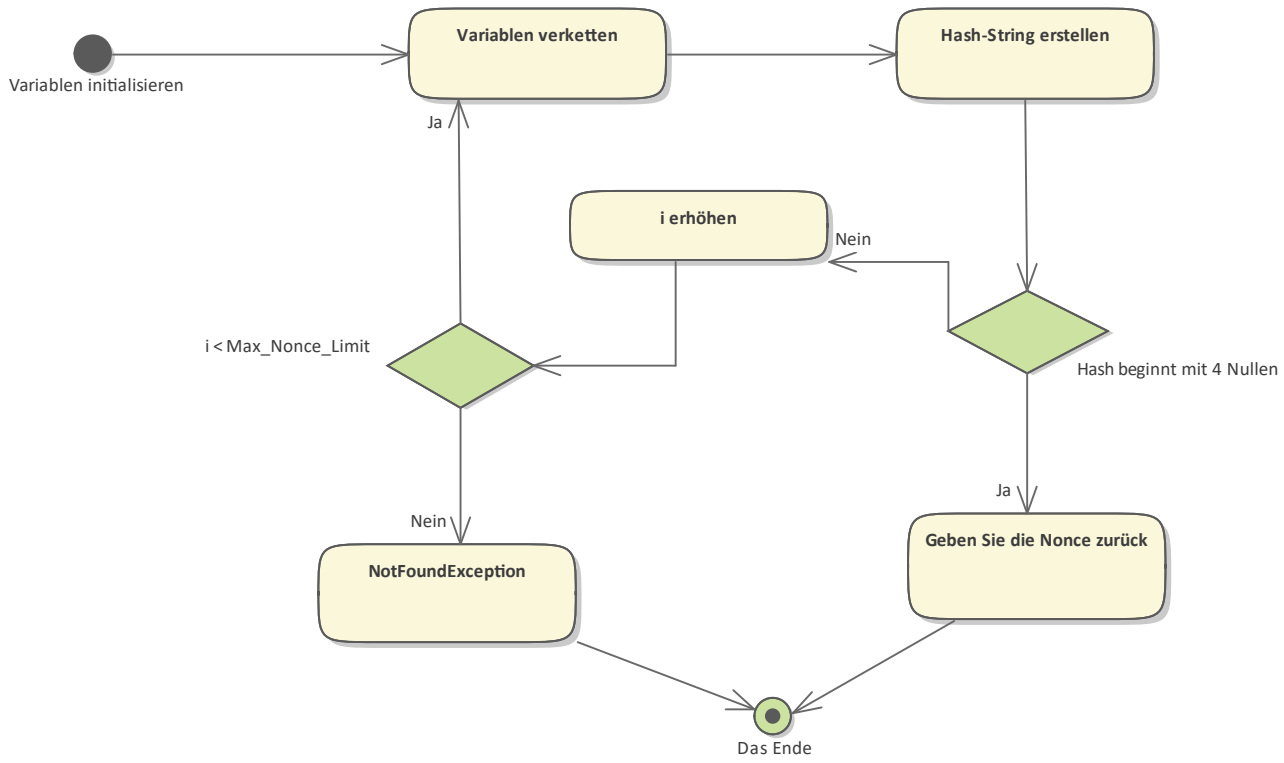 Variablen verketten
Hash-String erstellen
Variablen initialisieren
Ja
i erhöhen
Nein
i < Max_Nonce_Limit
Hash beginnt mit 4 Nullen
Ja
Nein
Geben Sie die Nonce zurück
NotFoundException
Das Ende